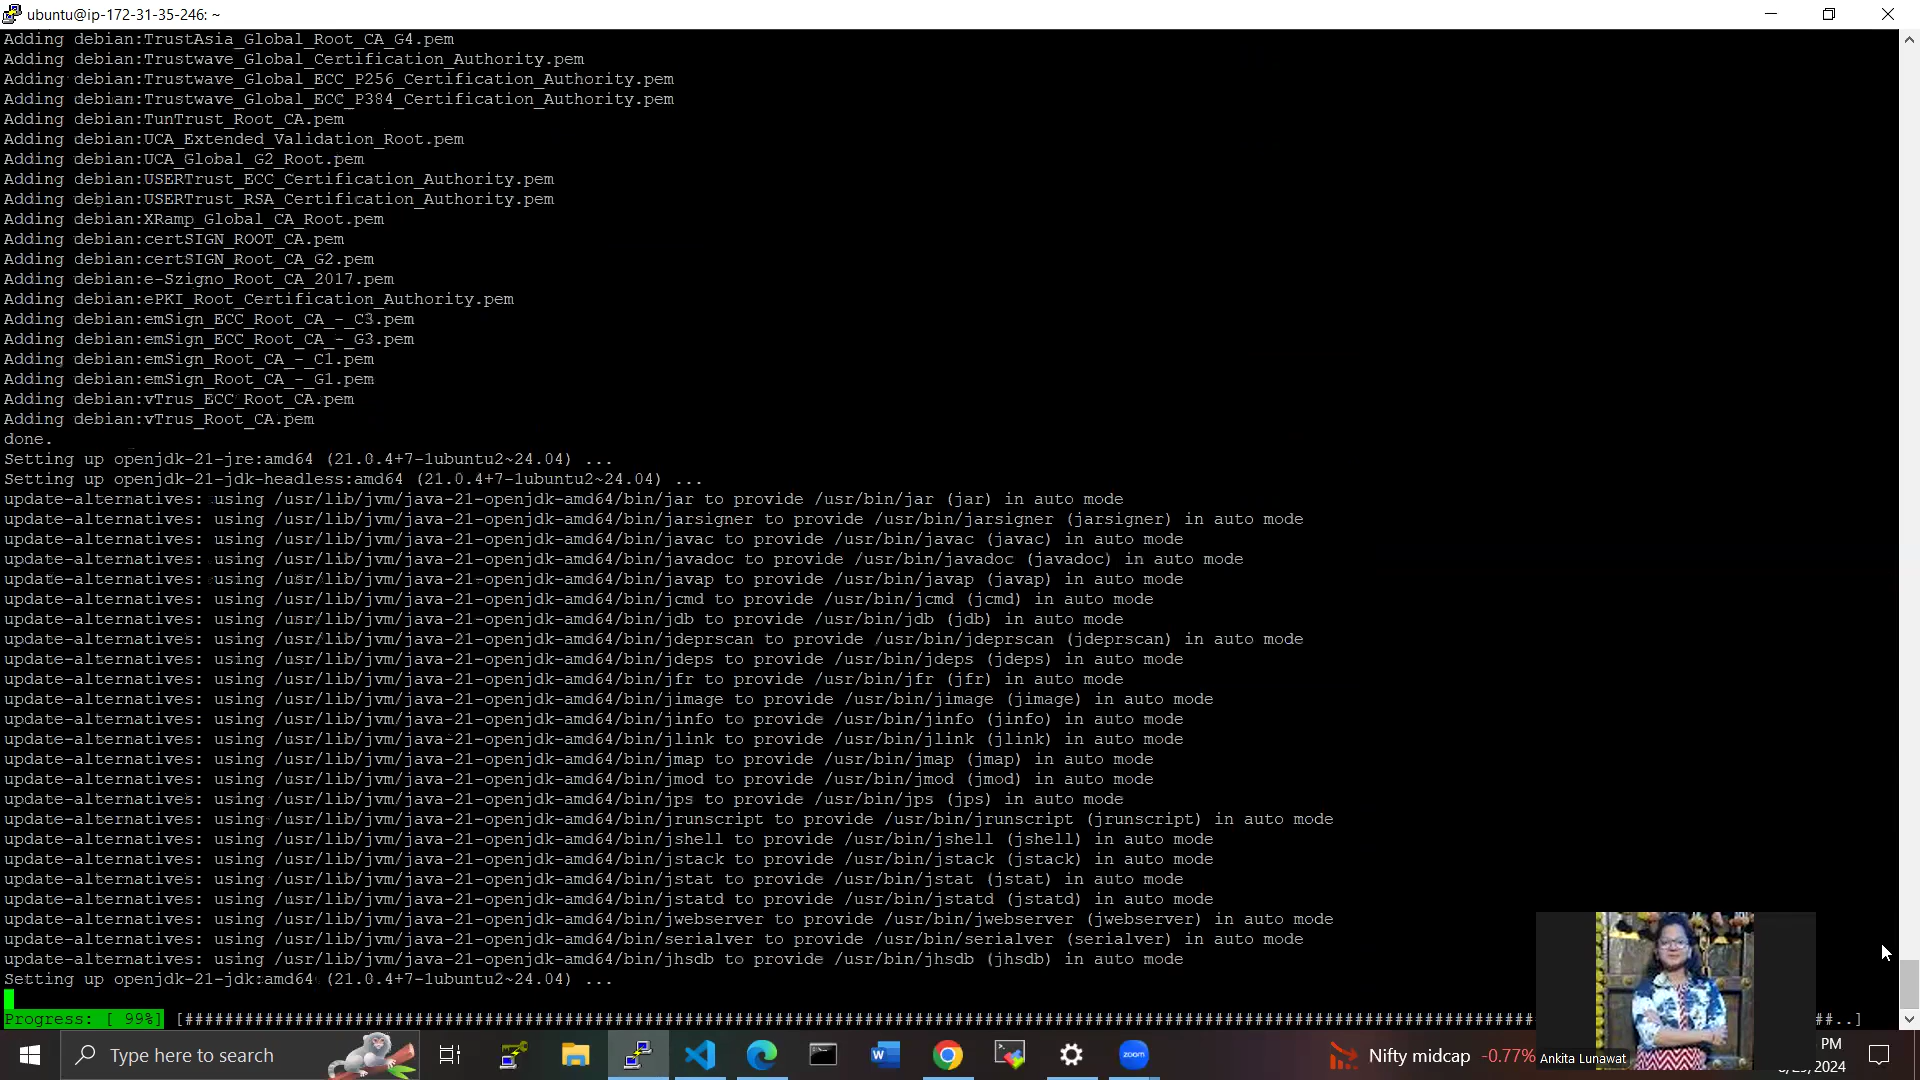 ubuntu@ip-172-31-35-246: ~
Adding debian:TrustAsia_Global_Root_CA_G4.pem
Adding debian:Trustwave_Global_Certification_Authority.pem
Adding debian:Trustwave_Global_ECC_P256_Certification_Authority.pem
Adding debian:Trustwave_Global_ECC_P384_Certification_Authority.pem
Adding debian:TunTrust_Root_CA.pem
Adding debian:UCA_Extended_Validation_Root.pem
Adding debian:UCA_Global_G2_Root.pem
Adding debian:USERTrust_ECC_Certification_Authority.pem
Adding debian:USERTrust_RSA_Certification_Authority.pem
Adding debian:XRamp_Global_CA_Root.pem
Adding debian:certSIGN_ROOT_CA.pem
Adding debian:certSIGN_Root_CA_G2.pem
Adding debian:e-Szigno_Root_CA_2017.pem
Adding debian:ePKI_Root_Certification_Authority.pem
Adding debian:emSign_ECC_Root_CA_-_C3.pem
Adding debian:emSign_ECC_Root_CA_-_G3.pem
Adding debian:emSign_Root_CA_-_C1.pem
Adding debian:emSign_Root_CA_-_G1.pem
Adding debian:vTrus_ECC_Root_CA.pem
Adding debian:vTrus_Root_CA.pem
done.
Setting up openjdk-21-jre:amd64 (21.0.4+7-1ubuntu2~24.04) ...
Setting up openjdk-21-jdk-headless:amd64 (21.0.4+7-1ubuntu2~24.04) ...
update-alternatives: using /usr/lib/jvm/java-21-openjdk-amd64/bin/jar to provide /usr/bin/jar (jar) in auto mode
update-alternatives: using /usr/lib/jvm/java-21-openjdk-amd64/bin/jarsigner to provide /usr/bin/jarsigner (jarsigner) in auto mode
update-alternatives: using /usr/lib/jvm/java-21-openjdk-amd64/bin/javac to provide /usr/bin/javac (javac) in auto mode
update-alternatives: using /usr/lib/jvm/java-21-openjdk-amd64/bin/javadoc to provide /usr/bin/javadoc (javadoc) in auto mode
update-alternatives: using /usr/lib/jvm/java-21-openjdk-amd64/bin/javap to provide /usr/bin/javap (javap) in auto mode
update-alternatives: using /usr/lib/jvm/java-21-openjdk-amd64/bin/jcmd to provide /usr/bin/jcmd (jcmd) in auto mode
update-alternatives: using /usr/lib/jvm/java-21-openjdk-amd64/bin/jdb to provide /usr/bin/jdb (jdb) in auto mode
update-alternatives: using /usr/lib/jvm/java-21-openjdk-amd64/bin/jdeprscan to provide /usr/bin/jdeprscan (jdeprscan) in auto mode
update-alternatives: using /usr/lib/jvm/java-21-openjdk-amd64/bin/jdeps to provide /usr/bin/jdeps (jdeps) in auto mode
update-alternatives: using /usr/lib/jvm/java-21-openjdk-amd64/bin/jfr to provide /usr/bin/jfr (jfr) in auto mode
update-alternatives: using /usr/lib/jvm/java-21-openjdk-amd64/bin/jimage to provide /usr/bin/jimage (jimage) in auto mode
update-alternatives: using /usr/lib/jvm/java-21-openjdk-amd64/bin/jinfo to provide /usr/bin/jinfo (jinfo) in auto mode
update-alternatives: using /usr/lib/jvm/java-21-openjdk-amd64/bin/jlink to provide /usr/bin/jlink (jlink) in auto mode
update-alternatives: using /usr/lib/jvm/java-21-openjdk-amd64/bin/jmap to provide /usr/bin/jmap (jmap) in auto mode
update-alternatives: using /usr/lib/jvm/java-21-openjdk-amd64/bin/jmod to provide /usr/bin/jmod (jmod) in auto mode
update-alternatives: using /usr/lib/jvm/java-21-openjdk-amd64/bin/jps to provide /usr/bin/jps (jps) in auto mode
update-alternatives: using /usr/lib/jvm/java-21-openjdk-amd64/bin/jrunscript to provide /usr/bin/jrunscript (jrunscript) in auto mode
update-alternatives: using /usr/lib/jvm/java-21-openjdk-amd64/bin/jshell to provide /usr/bin/jshell (jshell) in auto mode
update-alternatives: using /usr/lib/jvm/java-21-openjdk-amd64/bin/jstack to provide /usr/bin/jstack (jstack) in auto mode
update-alternatives: using /usr/lib/jvm/java-21-openjdk-amd64/bin/jstat to provide /usr/bin/jstat (jstat) in auto mode
update-alternatives: using /usr/lib/jvm/java-21-openjdk-amd64/bin/jstatd to provide /usr/bin/jstatd (jstatd) in auto mode
update-alternatives: using /usr/lib/jvm/java-21-openjdk-amd64/bin/jwebserver to provide /usr/bin/jwebserver (jwebserver) in auto mode
update-alternatives: using /usr/lib/jvm/java-21-openjdk-amd64/bin/serialver to provide /usr/bin/serialver (serialver) in auto mode
update-alternatives: using /usr/lib/jvm/java-21-openjdk-amd64/bin/jhsdb to provide /usr/bin/jhsdb (jhsdb) in auto mode
Setting up openjdk-21-jdk:amd64 (21.0.4+7-1ubuntu2~24.04) ...
Progress: [ 99%] [########################################################################################################################################..]
Type here to search
zoom
Nifty midcap -0.77%
Ankita Lunawat
PM
2024